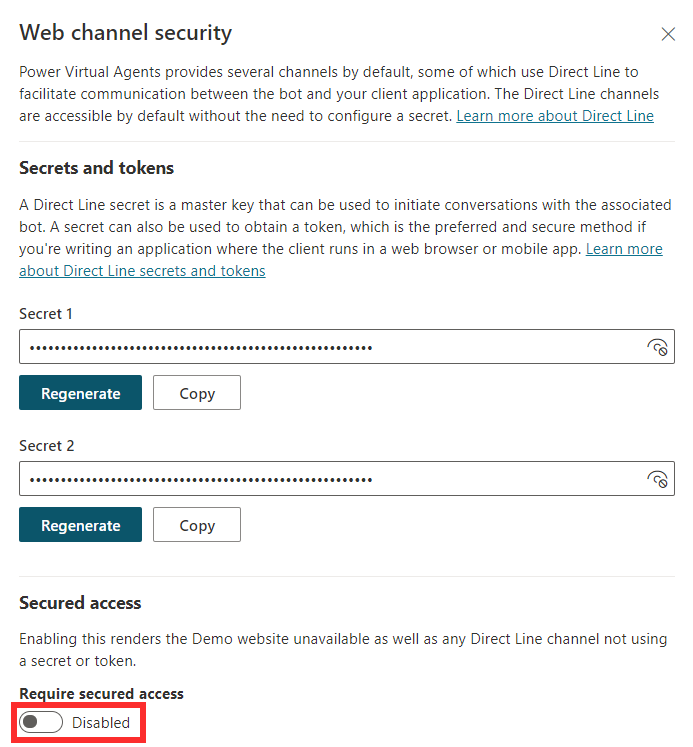 Web channel security
Power Virtual Agents provides several channels by default, some of which use Direct Line to
facilitate communication between the bot and your client application. The Direct Line channels
are accessible by default without the need to configure a secret. Learn more about Direct Line
Secrets and tokens
A Direct Line secret is a master key that can be used to initiate conversations with the associated
bot. A secret can also be used to obtain a token, which is the preferred and secure method if
you're writing an application where the client runs in a web browser or mobile app. Learn more
about Direct Line secrets and tokens
Secret 1
••••••••••••••••••••••••••••••••••••••••••••••••••••••••
Regenerate Copy
Secret 2
••••••••••••••••••••••••••••••••••••••••••••••••••••••••
Regenerate Copy
Secured access
Enabling this renders the Demo website unavailable as well as any Direct Line channel not using
a secret or token.
Require secured access
Disabled